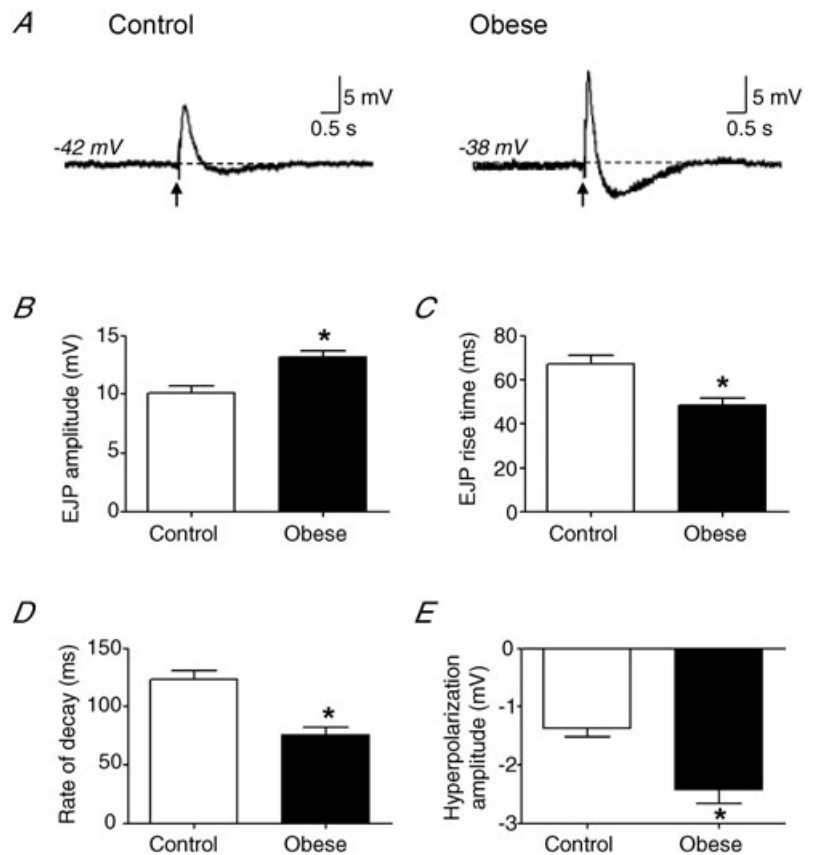 A Control Obese
5 mV 5 mV
0.5 s 0.5 s
-42 mV -38 mV
B
EJP amplitude (mV)
15
10
5
0
*
Control Obese
C
EJP rise time (ms)
80
60
40
20
0
*
Control Obese
D
Rate of decay (ms)
150
100
50
0
*
Control Obese
E
Hyperpolarization
amplitude (mV)
0
-1
-2
-3
*
Control Obese